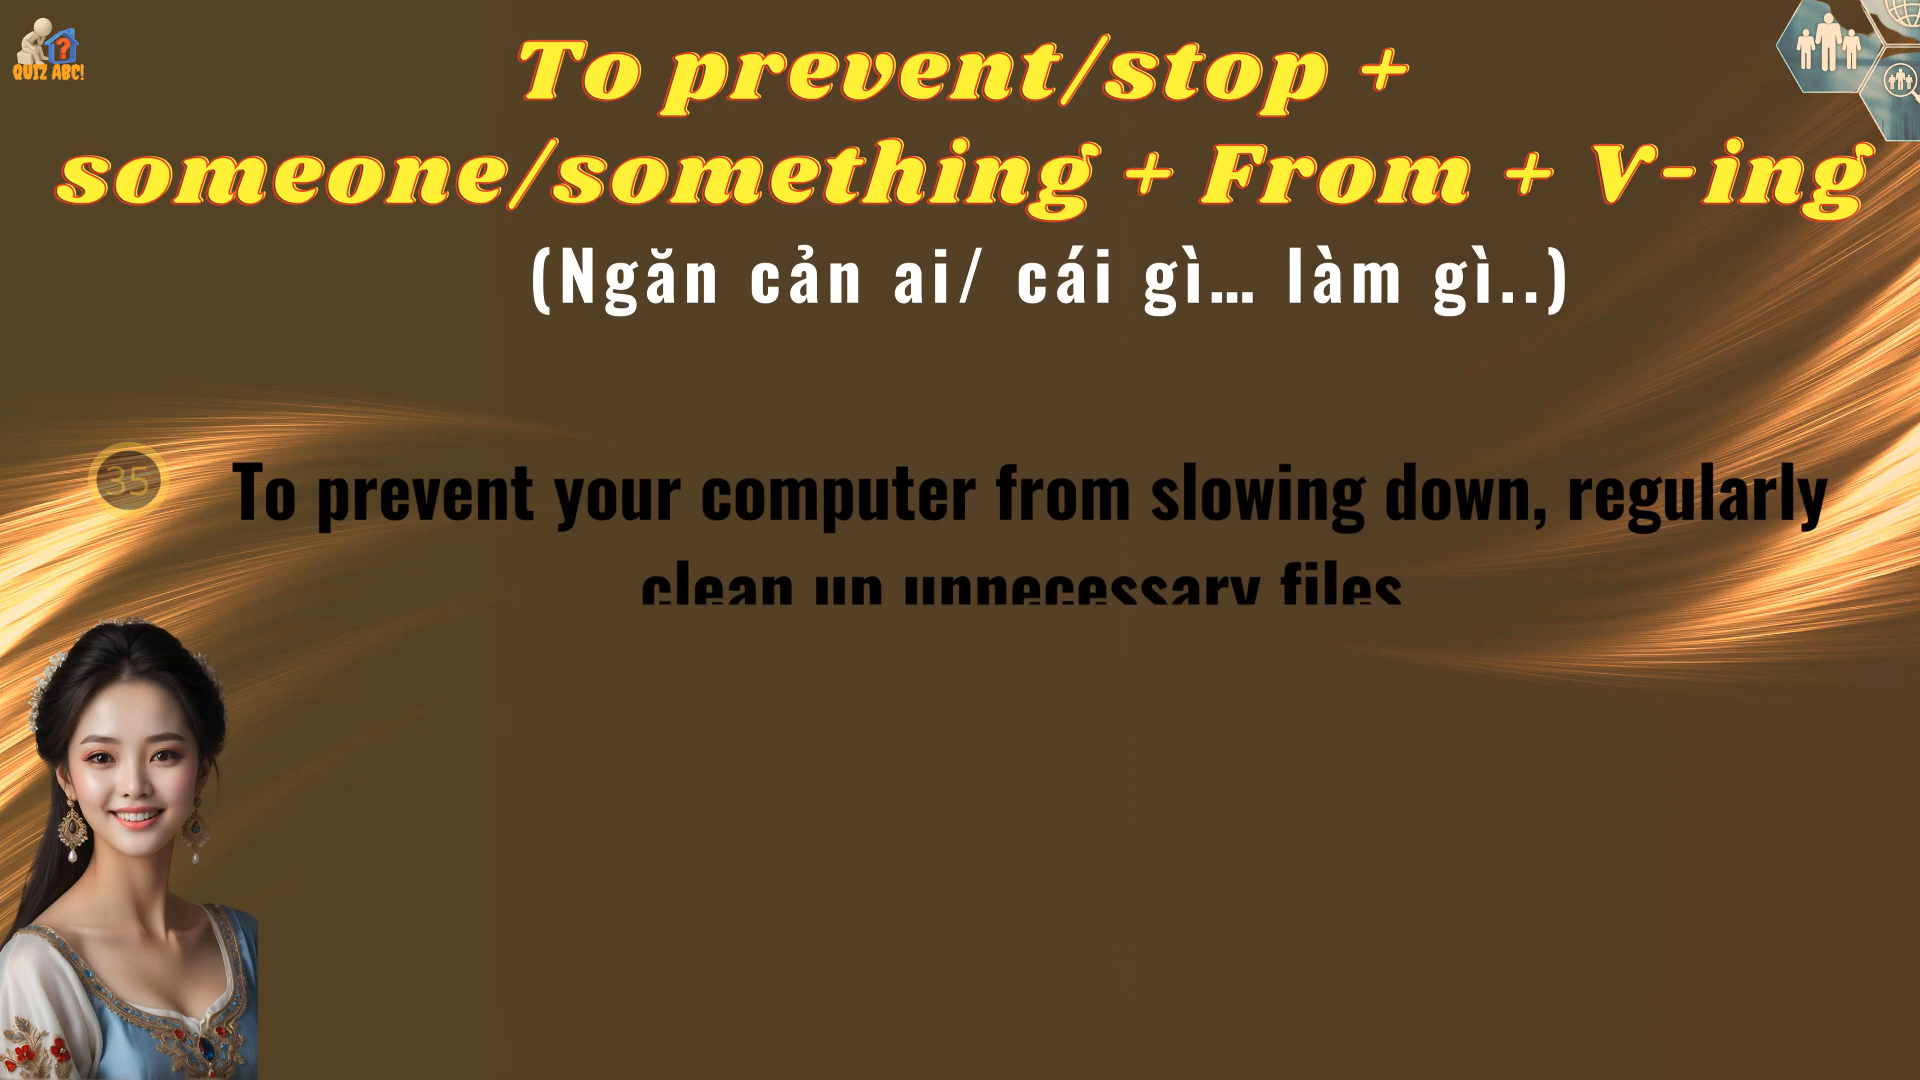 QUIZ ABC!
To prevent/stop +
someone/something + From + V-ing
(Ngăn cản ai/ cái gì... làm gì..)
35
To prevent your computer from slowing down, regularly
clean up unnecessary files